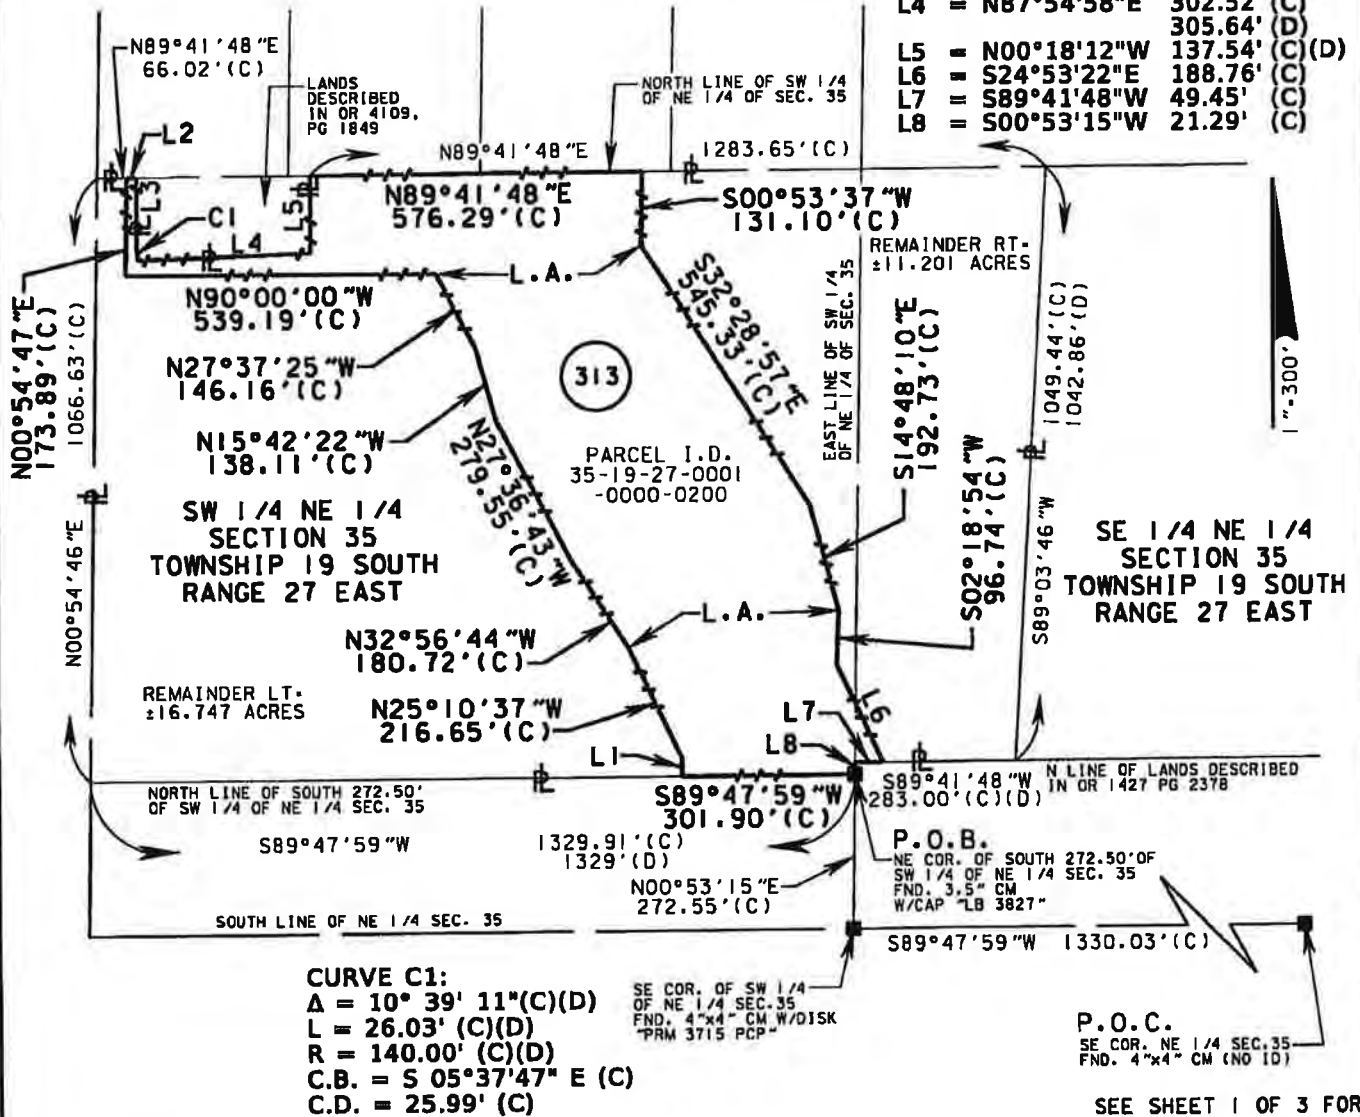 L4 = N87°54'58"E 302.52' (C)
305.64' (D)
L5 = N00°18'12"W 137.54' (C)(D)
L6 = S24°53'22"E 188.76' (C)
L7 = S89°41'48"W 49.45' (C)
L8 = S00°53'15"W 21.29' (C)
N89°41'48"E
66.02'(C)
LANDS
DESCRIBED
IN OR 4109,
PG 1849
NORTH LINE OF SW 1/4
OF NE 1/4 OF SEC. 35
L2
N89°41'48"E
1283.65'(C)
L3
C1
L5
L4
N89°41'48"E
576.29'(C)
S00°53'37"W
131.10'(C)
REMAINDER RT.
±11.201 ACRES
L.A.
N00°54'47"E
173.89'(C)
1066.63'(C)
N90°00'00"W
539.19'(C)
S32°28'57"E
545.33'(C)
EAST LINE OF SW 1/4
OF NE 1/4 OF SEC. 35
S14°48'10"E
192.73'(C)
1049.44'(C)
1042.86'(D)
1"=300'
N27°37'25"W
146.16'(C)
313
N15°42'22"W
138.11'(C)
N27°36'43"W
279.55'(C)
PARCEL I.D.
35-19-27-0001
-0000-0200
S02°18'54"W
96.74'(C)
SW 1/4 NE 1/4
SECTION 35
TOWNSHIP 19 SOUTH
RANGE 27 EAST
N00°54'46"E
S89°03'46"W
SE 1/4 NE 1/4
SECTION 35
TOWNSHIP 19 SOUTH
RANGE 27 EAST
L.A.
N32°56'44"W
180.72'(C)
REMAINDER LT.
±16.747 ACRES
N25°10'37"W
216.65'(C)
L6
L7
L8
L1
NORTH LINE OF SOUTH 272.50'
OF SW 1/4 OF NE 1/4 SEC. 35
S89°47'59"W
301.90'(C)
S89°41'48"W
283.00'(C)(D)
N LINE OF LANDS DESCRIBED
IN OR 1427 PG 2378
S89°47'59"W
1329.91'(C)
1329'(D)
P.O.B.
NE COR. OF SOUTH 272.50'OF
SW 1/4 OF NE 1/4 SEC. 35
FND. 3.5" CM
W/CAP "LB 3827"
N00°53'15"E
272.55'(C)
SOUTH LINE OF NE 1/4 SEC. 35
S89°47'59"W 1330.03'(C)
CURVE C1:
Δ = 10° 39' 11"(C)(D)
L = 26.03' (C)(D)
R = 140.00' (C)(D)
C.B. = S 05°37'47" E (C)
C.D. = 25.99' (C)
SE COR. OF SW 1/4
OF NE 1/4 SEC.35
FND. 4"x4" CM W/DISK
"PRM 3715 PCP"
P.O.C.
SE COR. NE 1/4 SEC.35
FND. 4"x4" CM (NO ID)
SEE SHEET 1 OF 3 FOR